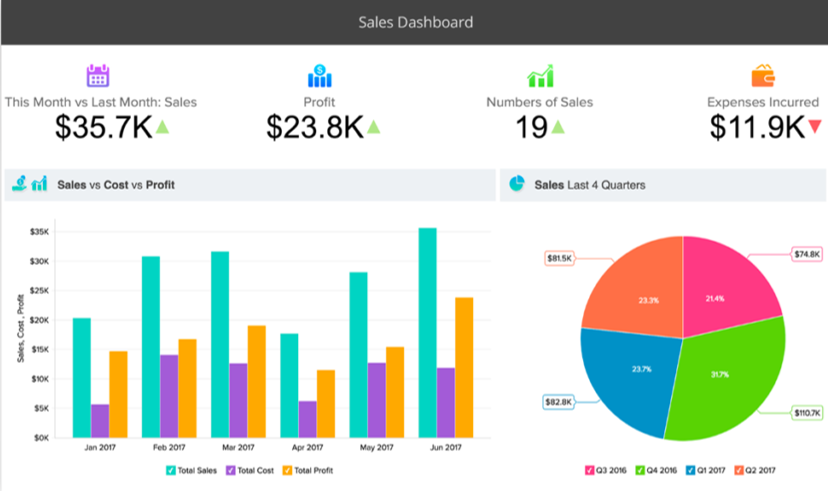 Sales Dashboard
This Month vs Last Month: Sales
$35.7K
Profit
$23.8K
Numbers of Sales
19
Expenses Incurred
$11.9K
Sales vs Cost vs Profit
Sales, Cost , Profit
$35K
$30K
$25K
$20K
$15K
$10K
$5K
$0K
Jan 2017 Feb 2017 Mar 2017 Apr 2017 May 2017 Jun 2017
Total Sales Total Cost Total Profit
Sales Last 4 Quarters
$81.5K
$74.8K
23.3%
21.4%
23.7%
31.7%
$82.8K
$110.7K
Q3 2016 Q4 2016 Q1 2017 Q2 2017